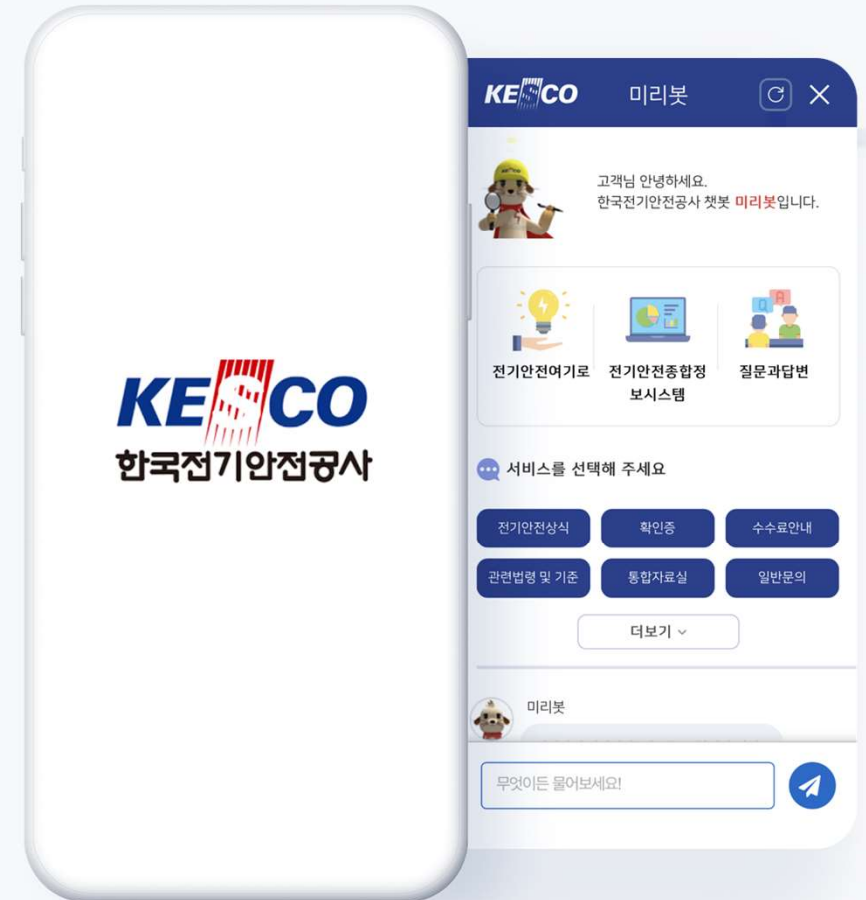 KESCO
한국전기안전공사
KESCO 미리봇
고객님 안녕하세요.
한국전기안전공사 챗봇 미리봇입니다.
Q A
전기안전여기로
전기안전종합정
보시스템
질문과답변
서비스를 선택해 주세요
전기안전상식 확인증 수수료안내
관련법령 및 기준 통합자료실 일반문의
더보기
미리봇
무엇이든 물어보세요!